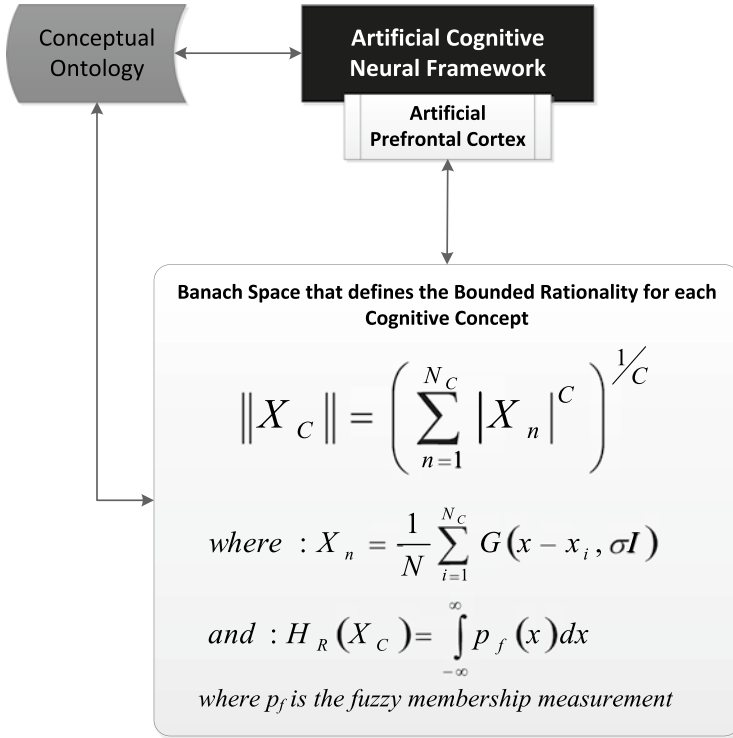 Conceptual
Ontology
Artificial Cognitive
Neural Framework
Artificial
Prefrontal Cortex
Banach Space that defines the Bounded Rationality for each
Cognitive Concept
‖X_C‖ = (∑_{n=1}^{N_C} |X_n|^C)^{1/C}
where : X_n = 1/N ∑_{i=1}^{N_C} G(x − x_i, σI)
and : H_R(X_C) = ∫_{−∞}^{∞} p_f(x)dx
where p_f is the fuzzy membership measurement